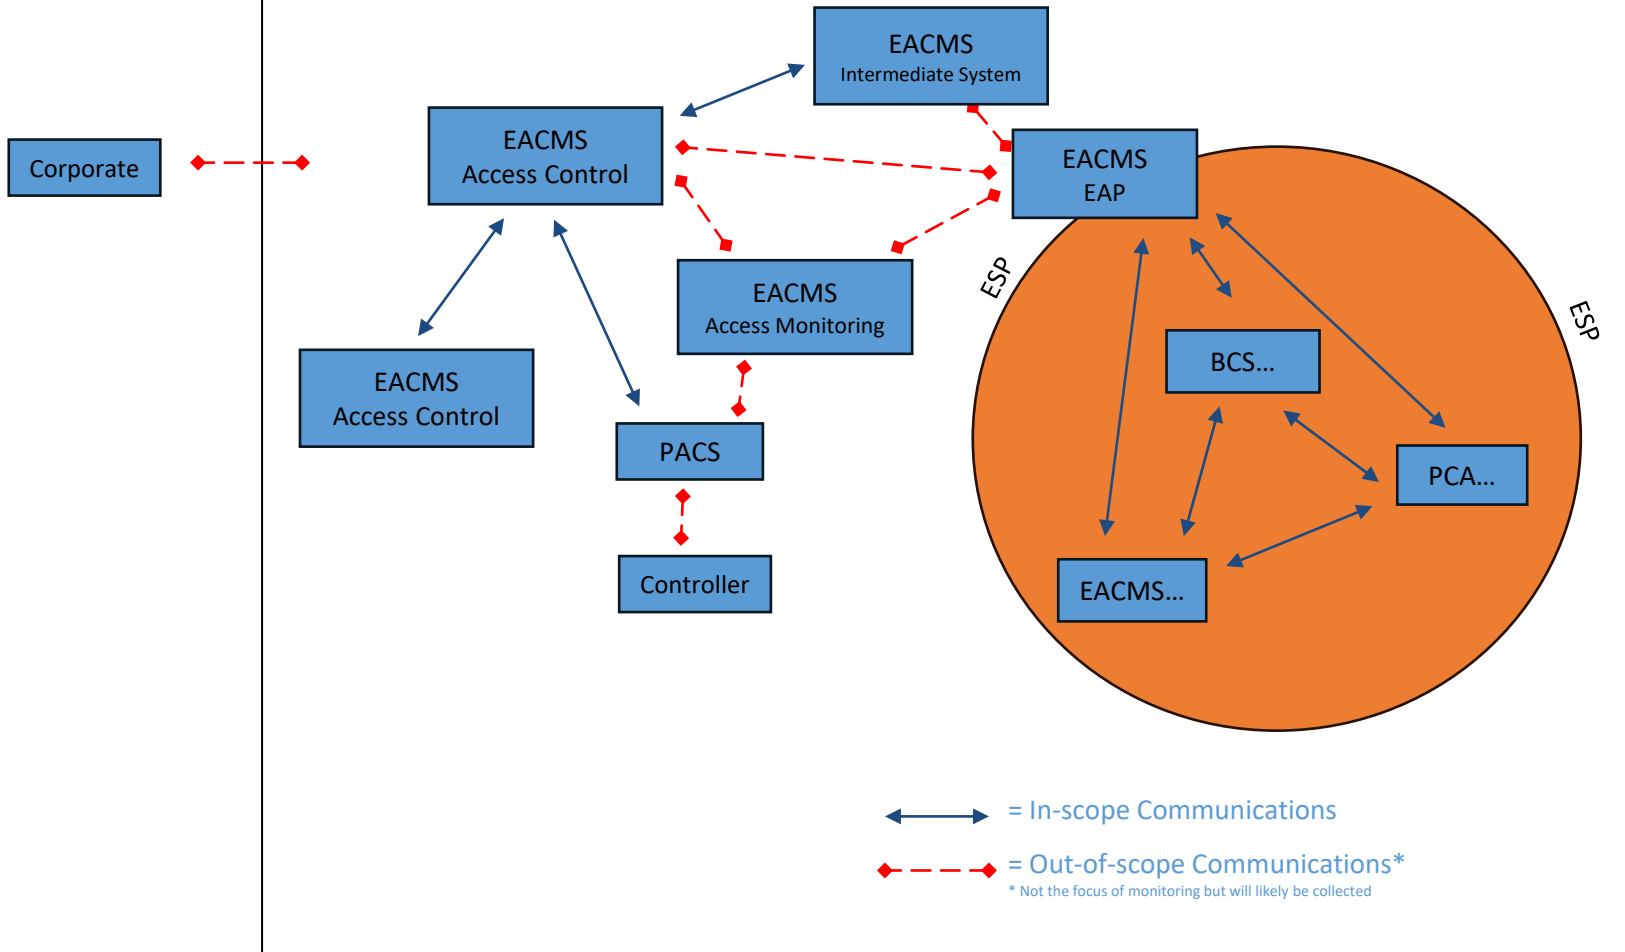 EACMS
Intermediate System
EACMS
Access Control
Corporate
EACMS
EAP
ESP
ESP
EACMS
Access Monitoring
BCS...
EACMS
Access Control
PACS
PCA...
Controller
EACMS...
= In-scope Communications
= Out-of-scope Communications*
* Not the focus of monitoring but will likely be collected